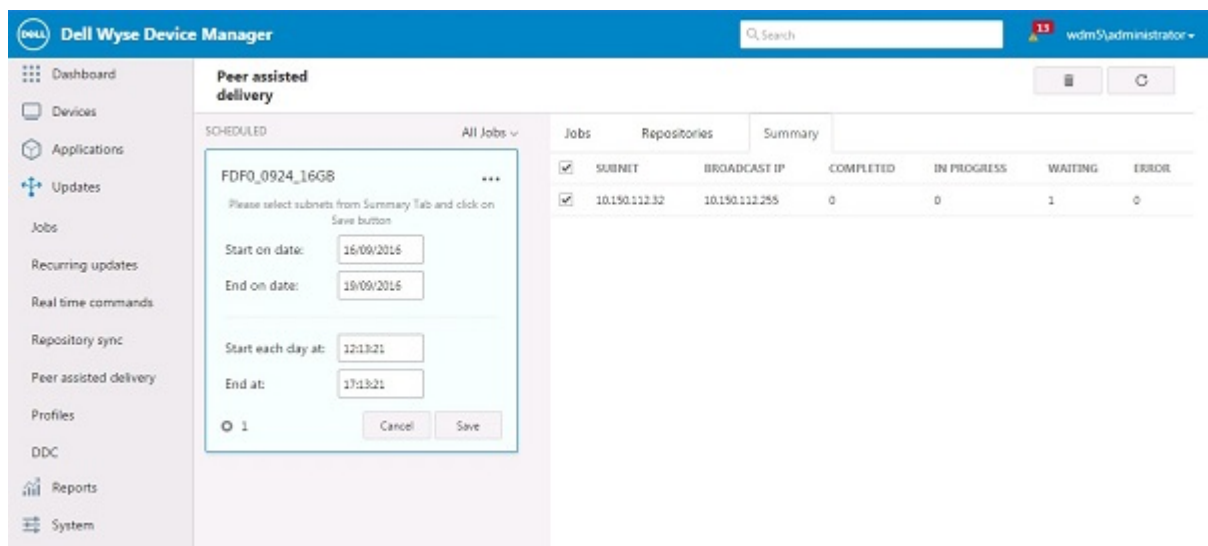 DELL Dell Wyse Device Manager
Search
13
wdm5\administrator
Dashboard
Devices
Applications
Updates
Jobs
Recurring updates
Real time commands
Repository sync
Peer assisted delivery
Profiles
DDC
Reports
System
Peer assisted
delivery
SCHEDULED All Jobs
FDF0_0924_16GB
...
Please select subnets from Summary Tab and click on
Save button
Start on date: 16/09/2016
End on date: 19/09/2016
Start each day at: 12:13:21
End at: 17:13:21
1 Cancel Save
Jobs Repositories Summary
SUBNET BROADCAST IP COMPLETED IN PROGRESS WAITING ERROR
10.150.112.32 10.150.112.255 0 0 1 0